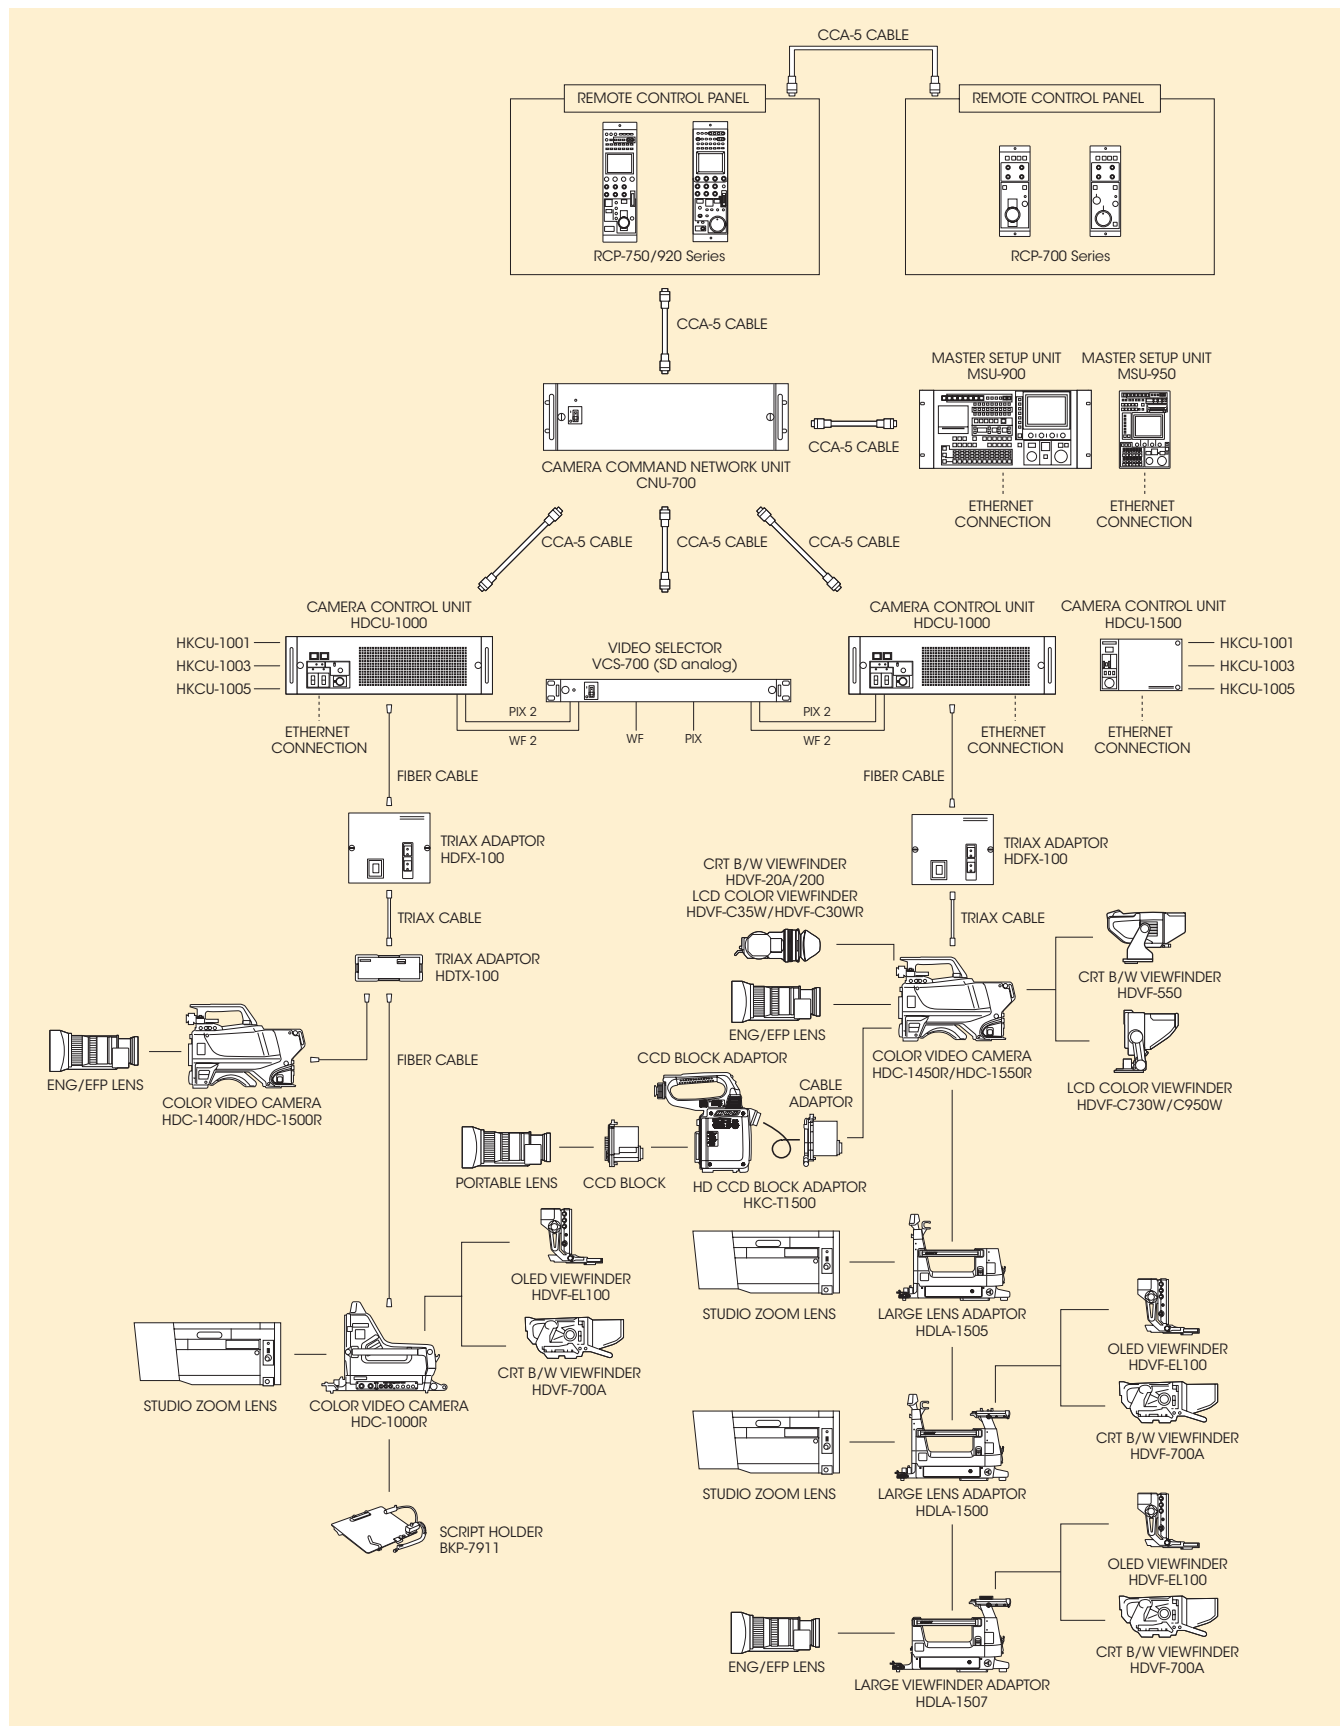 CCA-5 CABLE
REMOTE CONTROL PANEL
REMOTE CONTROL PANEL
RCP-750/920 Series
RCP-700 Series
CCA-5 CABLE
MASTER SETUP UNIT
MSU-900
MASTER SETUP UNIT
MSU-950
CCA-5 CABLE
CAMERA COMMAND NETWORK UNIT
CNU-700
ETHERNET
CONNECTION
ETHERNET
CONNECTION
CCA-5 CABLE
CCA-5 CABLE
CCA-5 CABLE
CAMERA CONTROL UNIT
HDCU-1000
CAMERA CONTROL UNIT
HDCU-1000
CAMERA CONTROL UNIT
HDCU-1500
HKCU-1001
HKCU-1003
HKCU-1005
VIDEO SELECTOR
VCS-700 (SD analog)
HKCU-1001
HKCU-1003
HKCU-1005
ETHERNET
CONNECTION
PIX 2
WF 2
WF
PIX
PIX 2
WF 2
ETHERNET
CONNECTION
ETHERNET
CONNECTION
FIBER CABLE
FIBER CABLE
TRIAX ADAPTOR
HDFX-100
TRIAX ADAPTOR
HDFX-100
CRT B/W VIEWFINDER
HDVF-20A/200
LCD COLOR VIEWFINDER
HDVF-C35W/HDVF-C30WR
TRIAX CABLE
TRIAX CABLE
TRIAX ADAPTOR
HDTX-100
CRT B/W VIEWFINDER
HDVF-550
ENG/EFP LENS
FIBER CABLE
ENG/EFP LENS
COLOR VIDEO CAMERA
HDC-1450R/HDC-1550R
CCD BLOCK ADAPTOR
CABLE
ADAPTOR
LCD COLOR VIEWFINDER
HDVF-C730W/C950W
COLOR VIDEO CAMERA
HDC-1400R/HDC-1500R
PORTABLE LENS
CCD BLOCK
HD CCD BLOCK ADAPTOR
HKC-T1500
OLED VIEWFINDER
HDVF-EL100
STUDIO ZOOM LENS
LARGE LENS ADAPTOR
HDLA-1505
CRT B/W VIEWFINDER
HDVF-700A
OLED VIEWFINDER
HDVF-EL100
STUDIO ZOOM LENS
COLOR VIDEO CAMERA
HDC-1000R
CRT B/W VIEWFINDER
HDVF-700A
STUDIO ZOOM LENS
LARGE LENS ADAPTOR
HDLA-1500
SCRIPT HOLDER
BKP-7911
OLED VIEWFINDER
HDVF-EL100
ENG/EFP LENS
LARGE VIEWFINDER ADAPTOR
HDLA-1507
CRT B/W VIEWFINDER
HDVF-700A